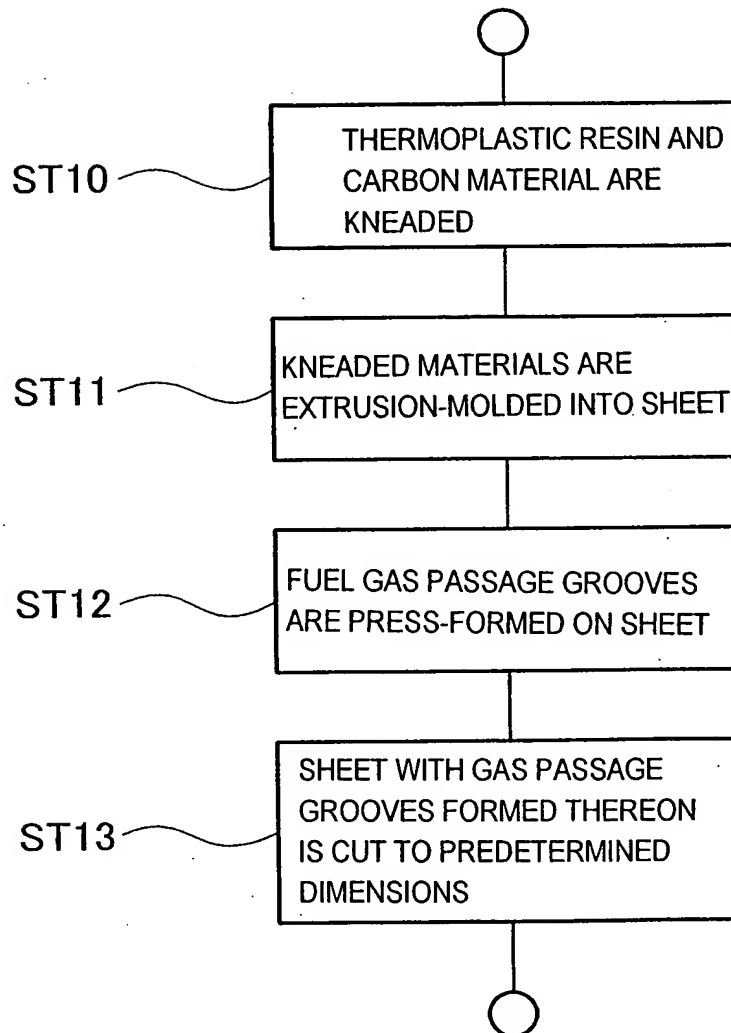 ST10
THERMOPLASTIC RESIN AND
CARBON MATERIAL ARE
KNEADED
ST11
KNEADED MATERIALS ARE
EXTRUSION-MOLDED INTO SHEET
ST12
FUEL GAS PASSAGE GROOVES
ARE PRESS-FORMED ON SHEET
ST13
SHEET WITH GAS PASSAGE
GROOVES FORMED THEREON
IS CUT TO PREDETERMINED
DIMENSIONS